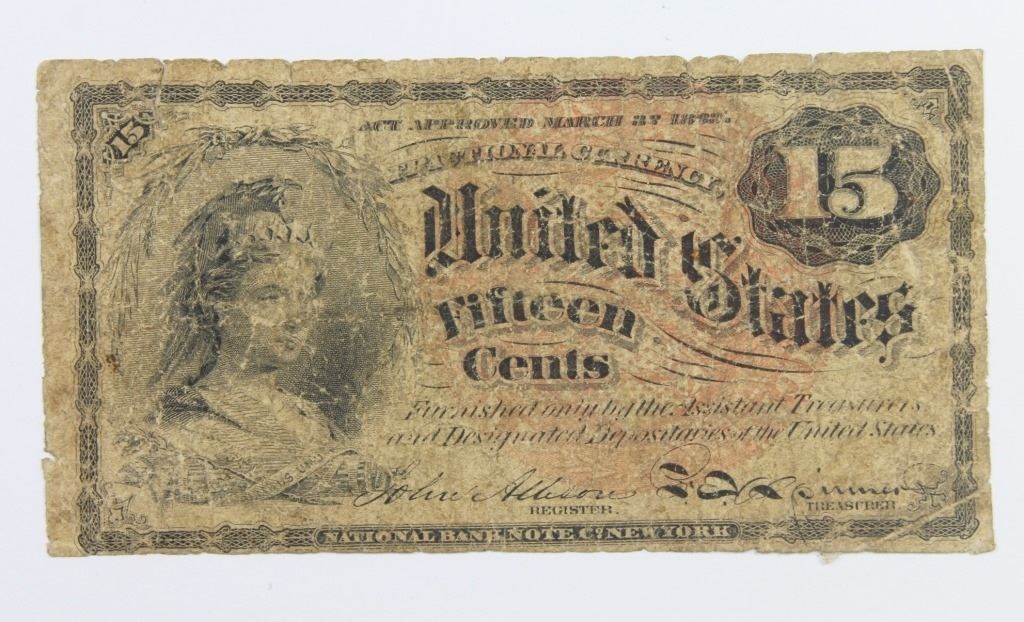 15
ACT APPROVED MARCH 3d 1863.
FRACTIONAL CURRENCY.
15
United States
Fifteen
Cents
Furnished only by the Assistant Treasurers
and Designated Depositaries of the United States.
John Allison
REGISTER.
TREASURER
NATIONAL BANK NOTE Co. NEW YORK